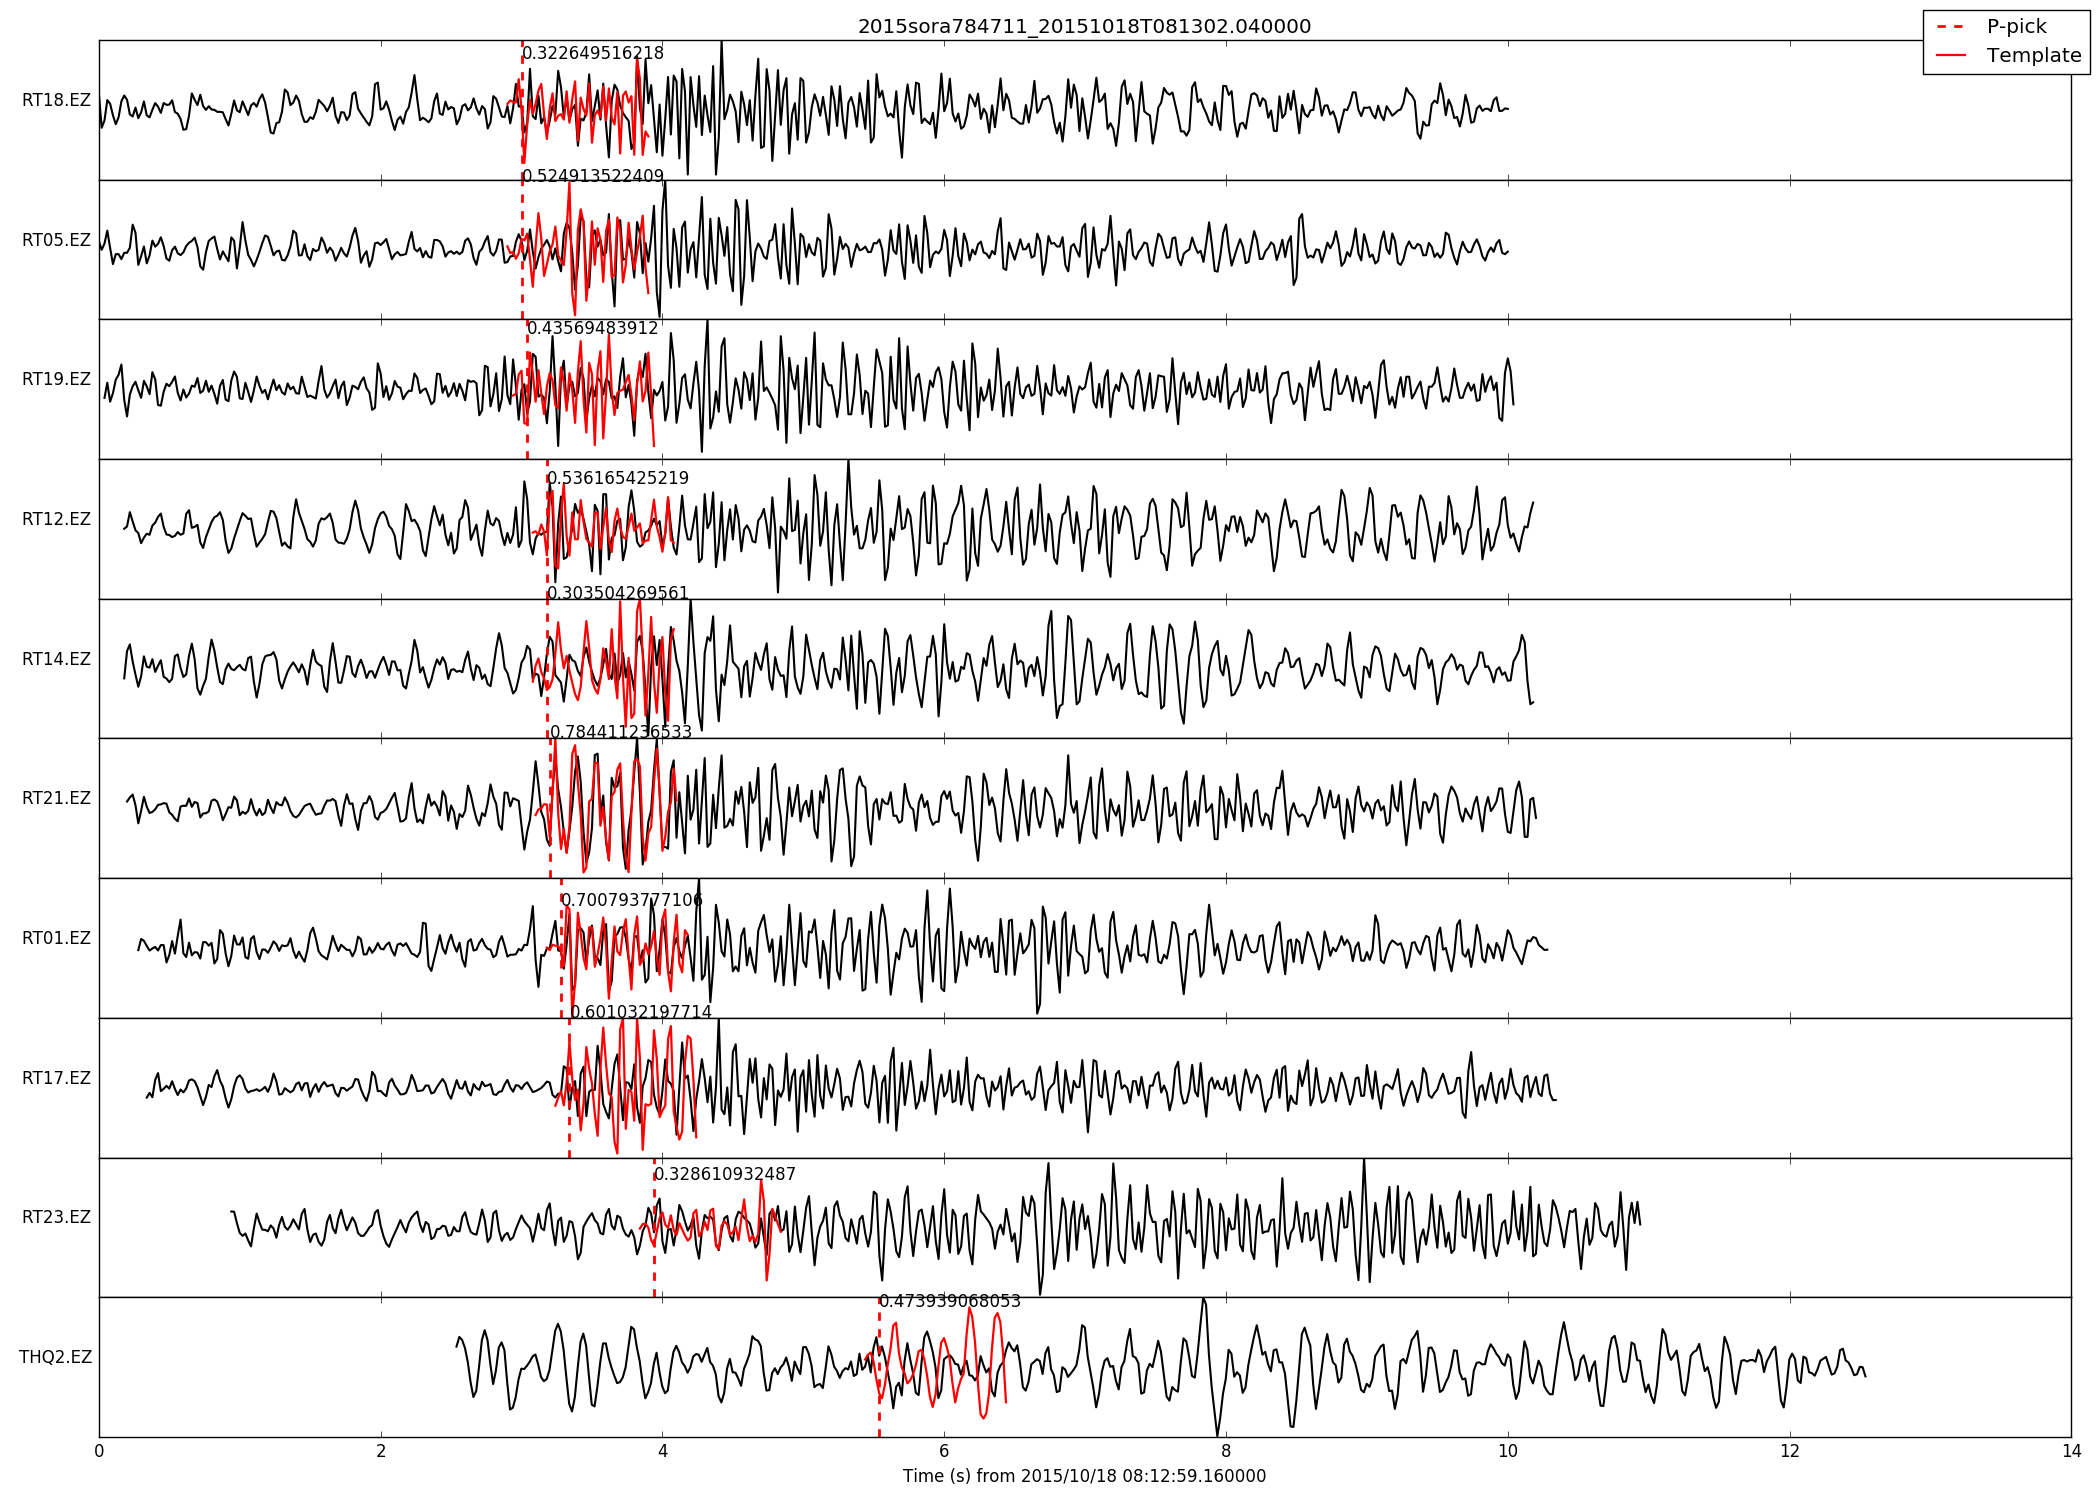 2015sora784711_20151018T081302.040000
P-pick
Template
RT18.EZ
0.322649516218
RT05.EZ
0.524913522409
RT19.EZ
0.43569483912
RT12.EZ
0.536165425219
RT14.EZ
0.303504269561
RT21.EZ
0.784411236533
RT01.EZ
0.700793777106
RT17.EZ
0.601032197714
RT23.EZ
0.328610932487
THQ2.EZ
0.473939068053
0 2 4 6 8 10 12 14
Time (s) from 2015/10/18 08:12:59.160000